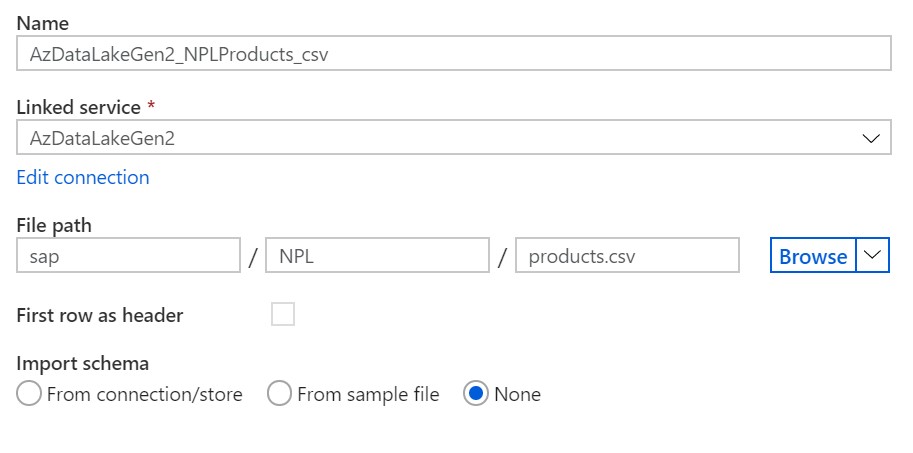 Name
AzDataLakeGen2_NPLProducts_csv
Linked service *
AzDataLakeGen2
Edit connection
File path
sap / NPL / products.csv Browse
First row as header
Import schema
From connection/store From sample file None